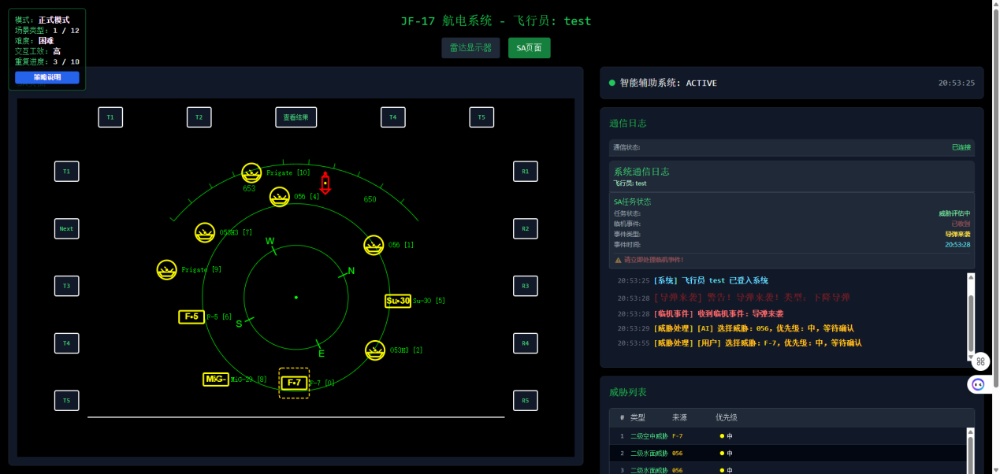 模式: 正式模式
场景类型: 1 / 12
难度: 困难
交互工效: 高
重复进度: 3 / 10
策略说明
JF-17 航电系统 - 飞行员: test
雷达显示器
SA页面
T1
T2
查看结果
T4
T5
T1
Next
T3
T4
T5
R1
R2
R3
R4
R5
Frigate [10]
653
056 [4]
650
053H3 [7]
056 [1]
Frigate [9]
W
N
S
E
Su-30
Su-30 [5]
F•5
F-5 [6]
053H3 [2]
MiG-
MiG-29 [8]
F•7
F-7 [0]
智能辅助系统: ACTIVE
20:53:25
通信日志
通信状态:
已连接
系统通信日志
飞行员: test
SA任务状态
任务状态:
威胁评估中
临机事件:
已收到
事件类型:
导弹来袭
事件时间:
20:53:28
⚠ 请立即处理临机事件!
20:53:25 [系统] 飞行员 test 已登入系统
20:53:28 [导弹来袭] 警告! 导弹来袭! 类型: 下降导弹
20:53:28 [临机事件] 收到临机事件: 导弹来袭
20:53:29 [威胁处理] [AI] 选择威胁: 056, 优先级: 中, 等待确认
20:53:55 [威胁处理] [用户] 选择威胁: F-7, 优先级: 中, 等待确认
威胁列表
# 类型 来源 优先级
1 二级空中威胁 F-7 中
2 二级水面威胁 056 中
3 二级水面威胁 056 中